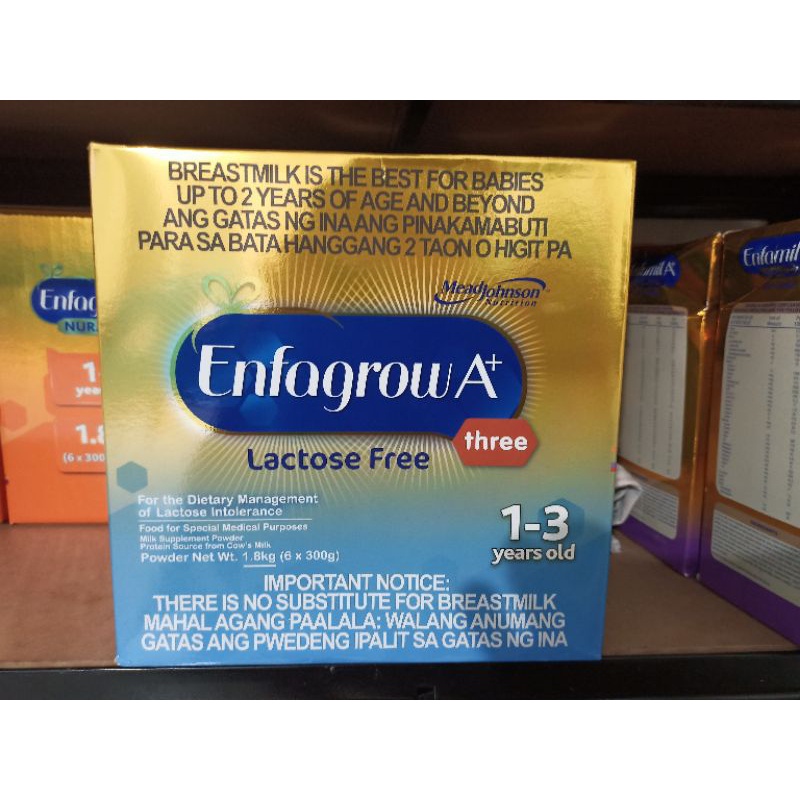 BREASTMILK IS THE BEST FOR BABIES
UP TO 2 YEARS OF AGE AND BEYOND
ANG GATAS NG INA ANG PINAKAMABUTI
PARA SA BATA HANGGANG 2 TAON O HIGIT PA
MeadJohnson
Nutrition
EnfagrowA+
three
Lactose Free
For the Dietary Management
of Lactose Intolerance
Food for Special Medical Purposes
Milk Supplement Powder
Protein Source from Cow's Milk
Powder Net Wt. 1.8kg (6 x 300g)
1-3
years old
IMPORTANT NOTICE:
THERE IS NO SUBSTITUTE FOR BREASTMILK
MAHALAGANG PAALALA: WALANG ANUMANG
GATAS ANG PWEDENG IPALIT SA GATAS NG INA